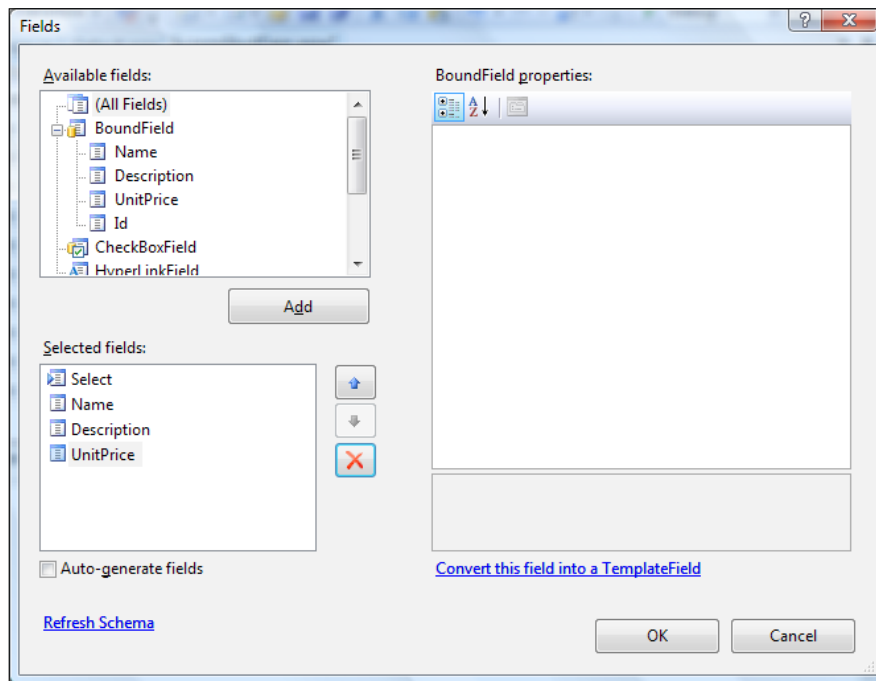 Fields
Available fields:
(All Fields)
BoundField
Name
Description
UnitPrice
Id
CheckBoxField
HyperLinkField
Add
Selected fields:
Select
Name
Description
UnitPrice
Auto-generate fields
Refresh Schema
BoundField properties:
A
Z
Convert this field into a TemplateField
OK
Cancel